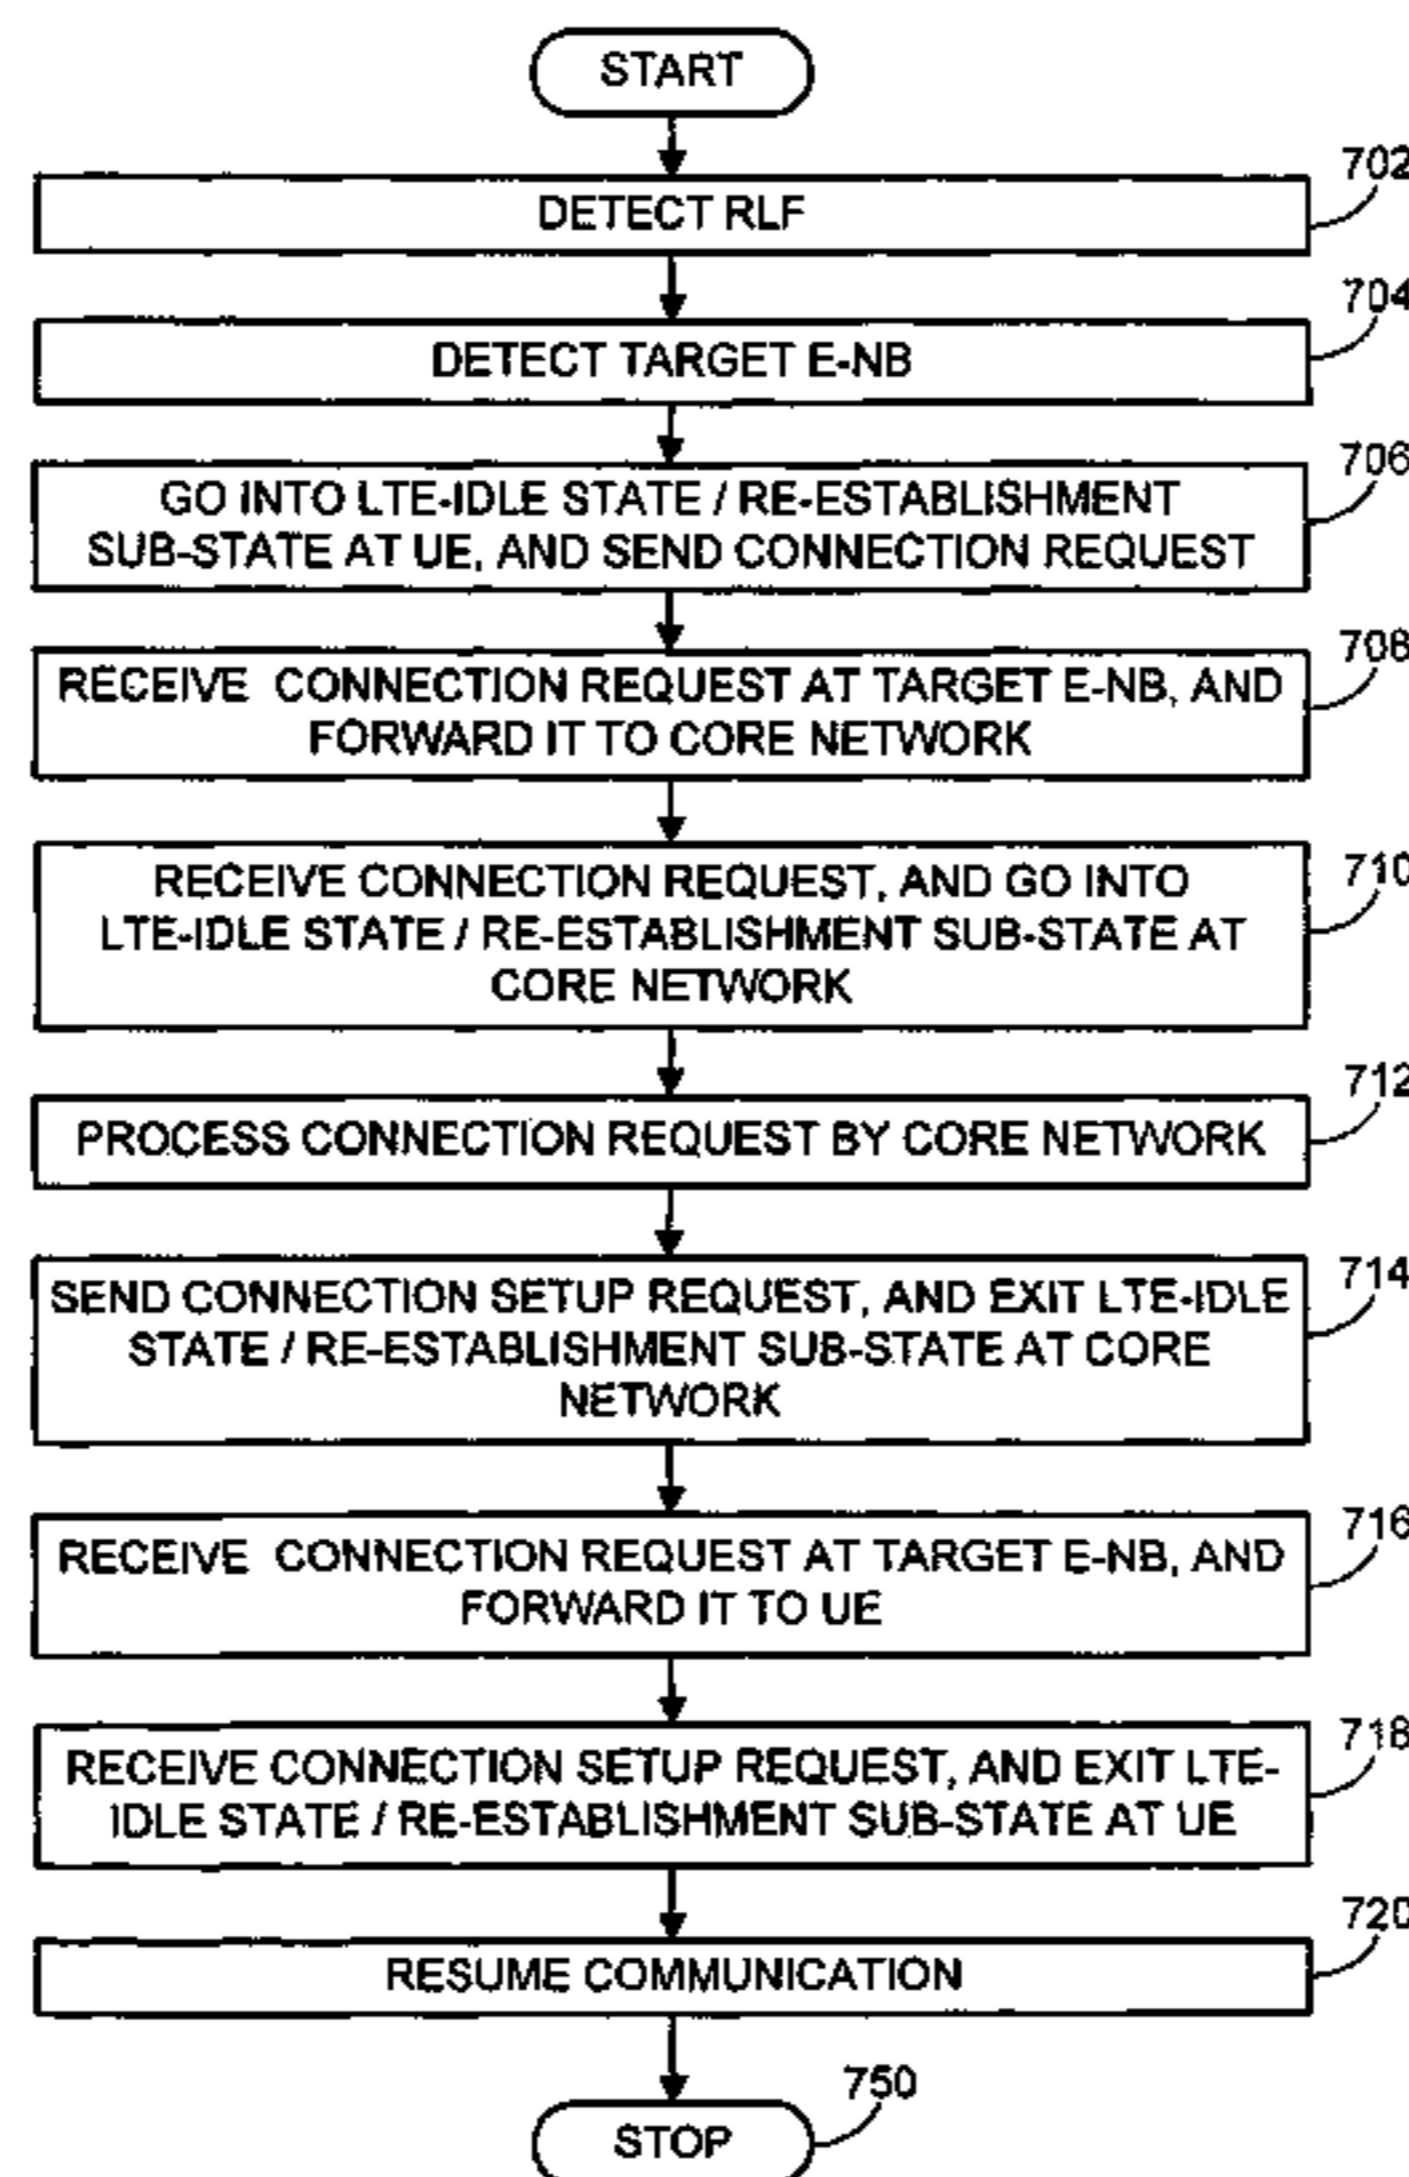 START
702
DETECT RLF
704
DETECT TARGET E-NB
706
GO INTO LTE-IDLE STATE / RE-ESTABLISHMENT
SUB-STATE AT UE, AND SEND CONNECTION REQUEST
708
RECEIVE CONNECTION REQUEST AT TARGET E-NB, AND
FORWARD IT TO CORE NETWORK
710
RECEIVE CONNECTION REQUEST, AND GO INTO
LTE-IDLE STATE / RE-ESTABLISHMENT SUB-STATE AT
CORE NETWORK
712
PROCESS CONNECTION REQUEST BY CORE NETWORK
714
SEND CONNECTION SETUP REQUEST, AND EXIT LTE-IDLE
STATE / RE-ESTABLISHMENT SUB-STATE AT CORE
NETWORK
716
RECEIVE CONNECTION REQUEST AT TARGET E-NB, AND
FORWARD IT TO UE
718
RECEIVE CONNECTION SETUP REQUEST, AND EXIT LTE-
IDLE STATE / RE-ESTABLISHMENT SUB-STATE AT UE
720
RESUME COMMUNICATION
750
STOP